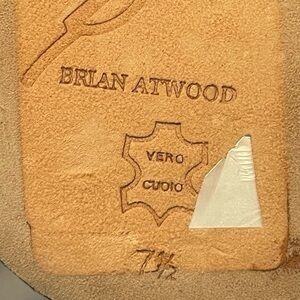 BRIAN ATWOOD
VERO
CUOIO
7½